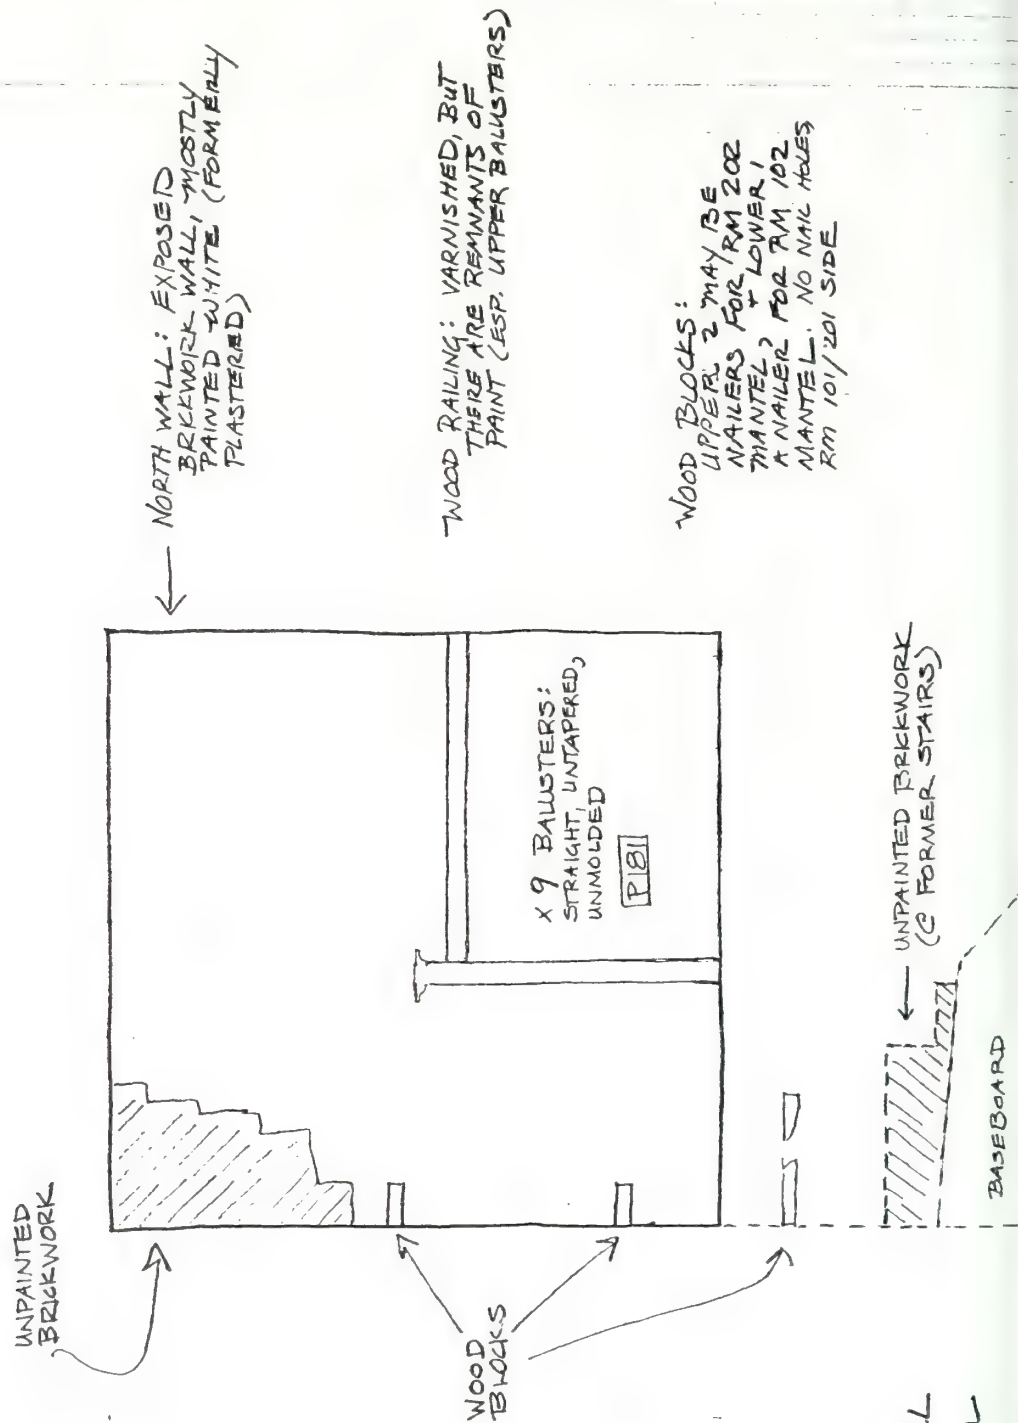 UNPAINTED
BRICKWORK
NORTH WALL: EXPOSED
BRICKWORK WALL, MOSTLY
PAINTED WHITE (FORMERLY
PLASTERED)
WOOD RAILING: VARNISHED, BUT
THERE ARE REMNANTS OF
PAINT (ESP. UPPER BALUSTERS)
X 9 BALUSTERS:
STRAIGHT, UNTAPERED,
UNMOLDED
P181
WOOD
BLOCKS
WOOD BLOCKS:
UPPER 2 MAY BE
NAILERS FOR RM 202
MANTEL, + LOWER,
A NAILER FOR RM 102
MANTEL. NO NAIL HOLES,
RM 101/201 SIDE
UNPAINTED BRICKWORK
(@ FORMER STAIRS)
BASEBOARD
L
L